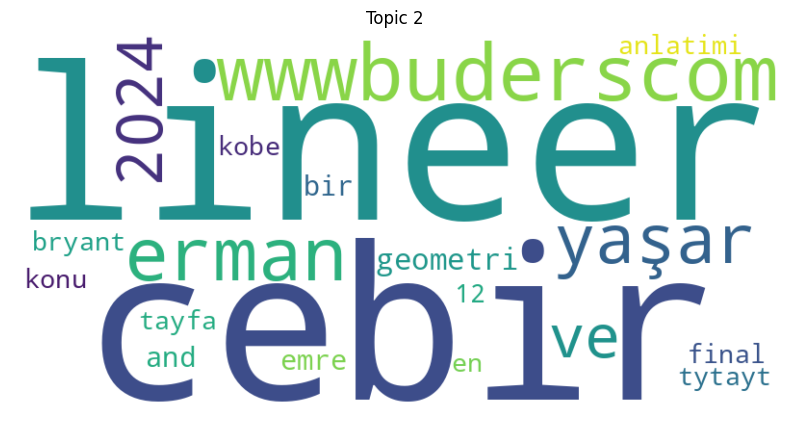 Topic 2
anlatimi
wwwbuderscom
2024
lineer
kobe
bir
yaşar
bryant
erman
geometri
konu
cebir
12
tayfa
ve
and
emre
en
final
tytayt